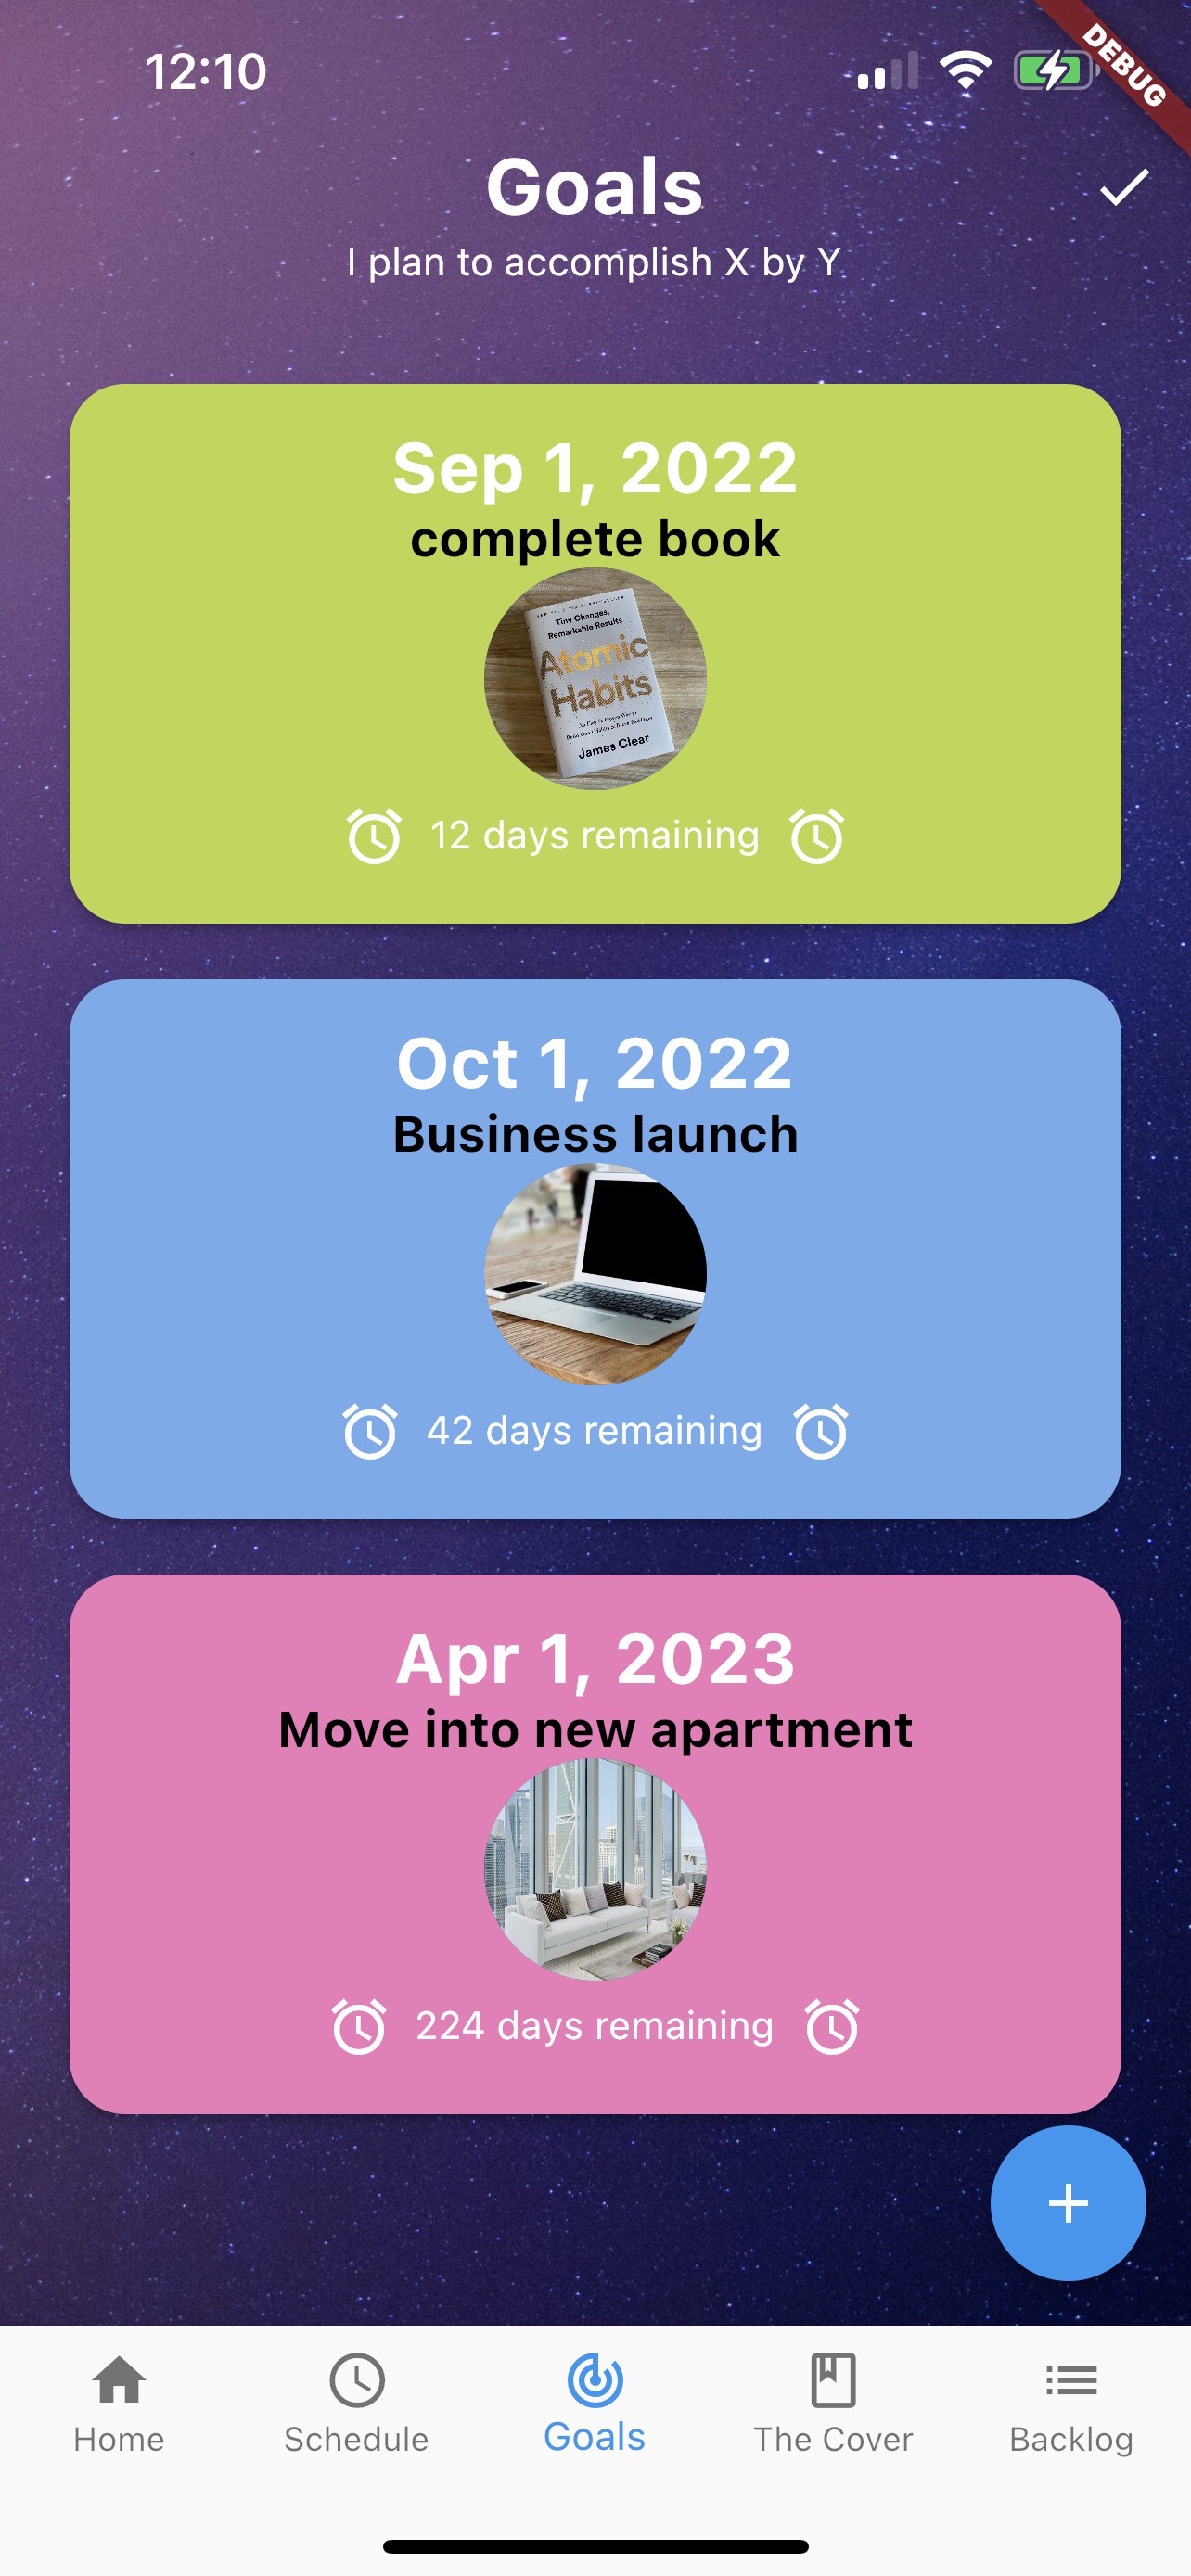 12:10
DEBUG
Goals
I plan to accomplish X by Y
Sep 1, 2022
complete book
Tiny Changes,
Remarkable Results
Atomic
Habits
James Clear
12 days remaining
Oct 1, 2022
Business launch
42 days remaining
Apr 1, 2023
Move into new apartment
224 days remaining
Home
Schedule
Goals
The Cover
Backlog